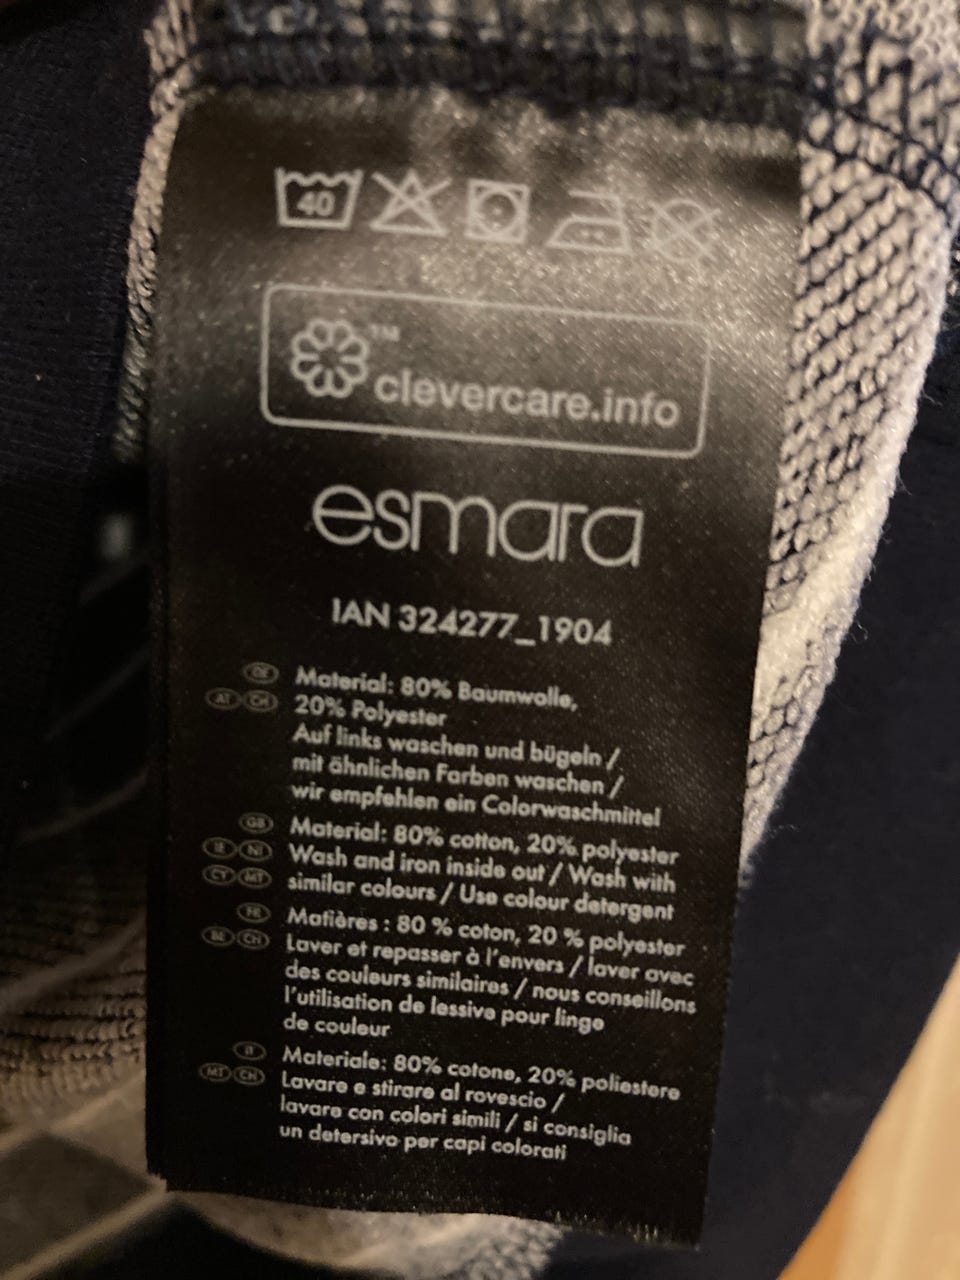 40
™
clevercare.info
esmara
IAN 324277_1904
DE Material: 80% Baumwolle,
AT CH 20% Polyester
Auf links waschen und bügeln /
mit ähnlichen Farben waschen /
wir empfehlen ein Colorwaschmittel
GB Material: 80% cotton, 20% polyester
IE NI Wash and iron inside out / Wash with
CY MT similar colours / Use colour detergent
FR Matières : 80 % coton, 20 % polyester
BE CH Laver et repasser à l'envers / laver avec
des couleurs similaires / nous conseillons
l'utilisation de lessive pour linge
de couleur
IT Materiale: 80% cotone, 20% poliestere
MT CH Lavare e stirare al rovescio /
lavare con colori simili / si consiglia
un detersivo per capi colorati